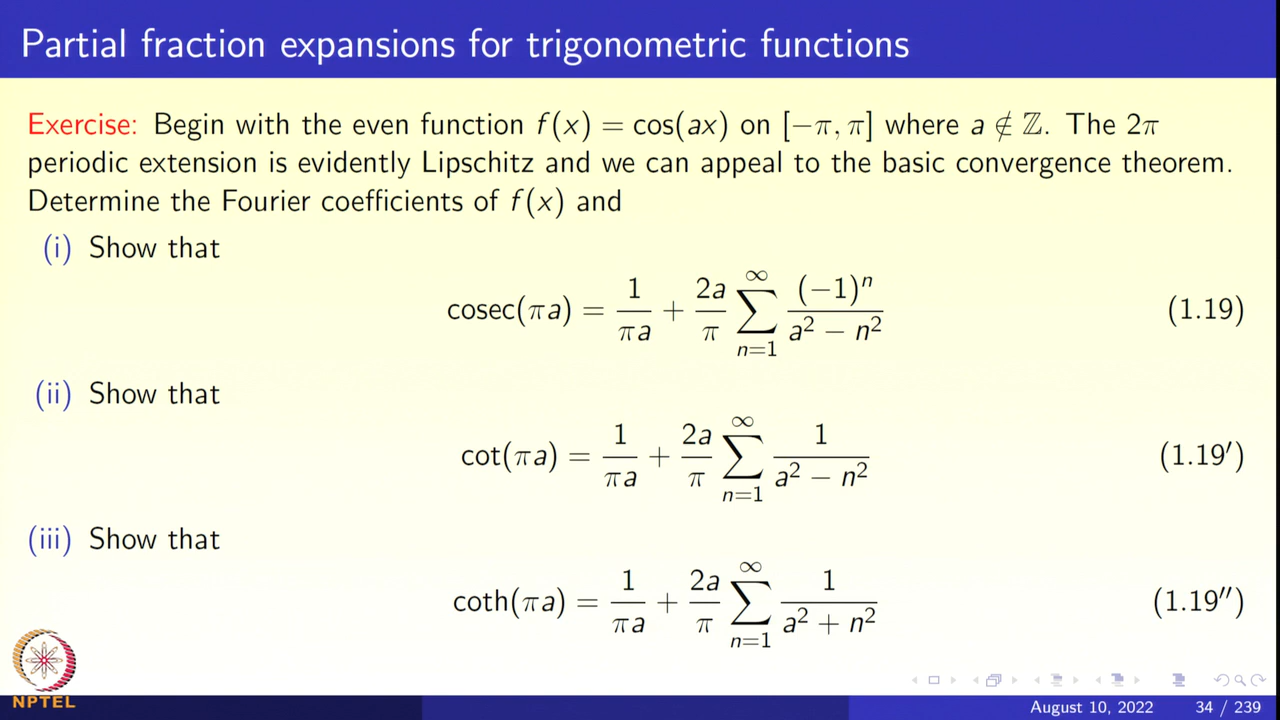 Partial fraction expansions for trigonometric functions
Exercise: Begin with the even function f(x) = cos(ax) on [−π, π] where a ∉ ℤ. The 2π
periodic extension is evidently Lipschitz and we can appeal to the basic convergence theorem.
Determine the Fourier coefficients of f(x) and
(i) Show that
cosec(πa) = 1/(πa) + (2a/π) ∑_{n=1}^{∞} (−1)ⁿ/(a² − n²) (1.19)
(ii) Show that
cot(πa) = 1/(πa) + (2a/π) ∑_{n=1}^{∞} 1/(a² − n²) (1.19′)
(iii) Show that
coth(πa) = 1/(πa) + (2a/π) ∑_{n=1}^{∞} 1/(a² + n²) (1.19″)
NPTEL
August 10, 2022 34 / 239